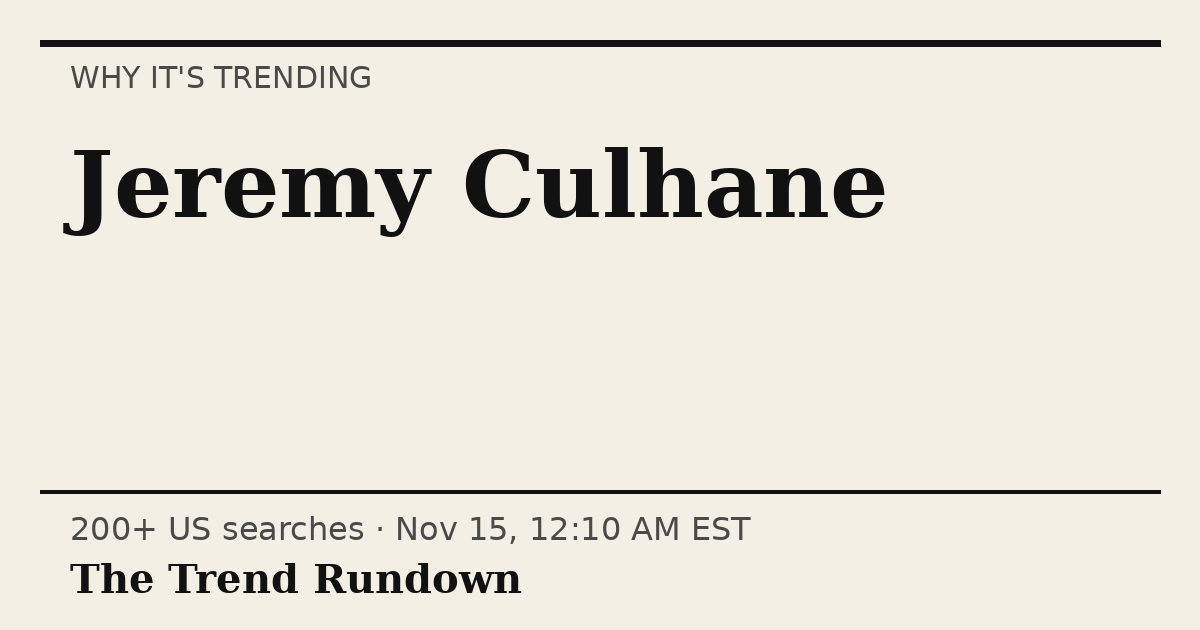 WHY IT'S TRENDING
Jeremy Culhane
200+ US searches · Nov 15, 12:10 AM EST
The Trend Rundown